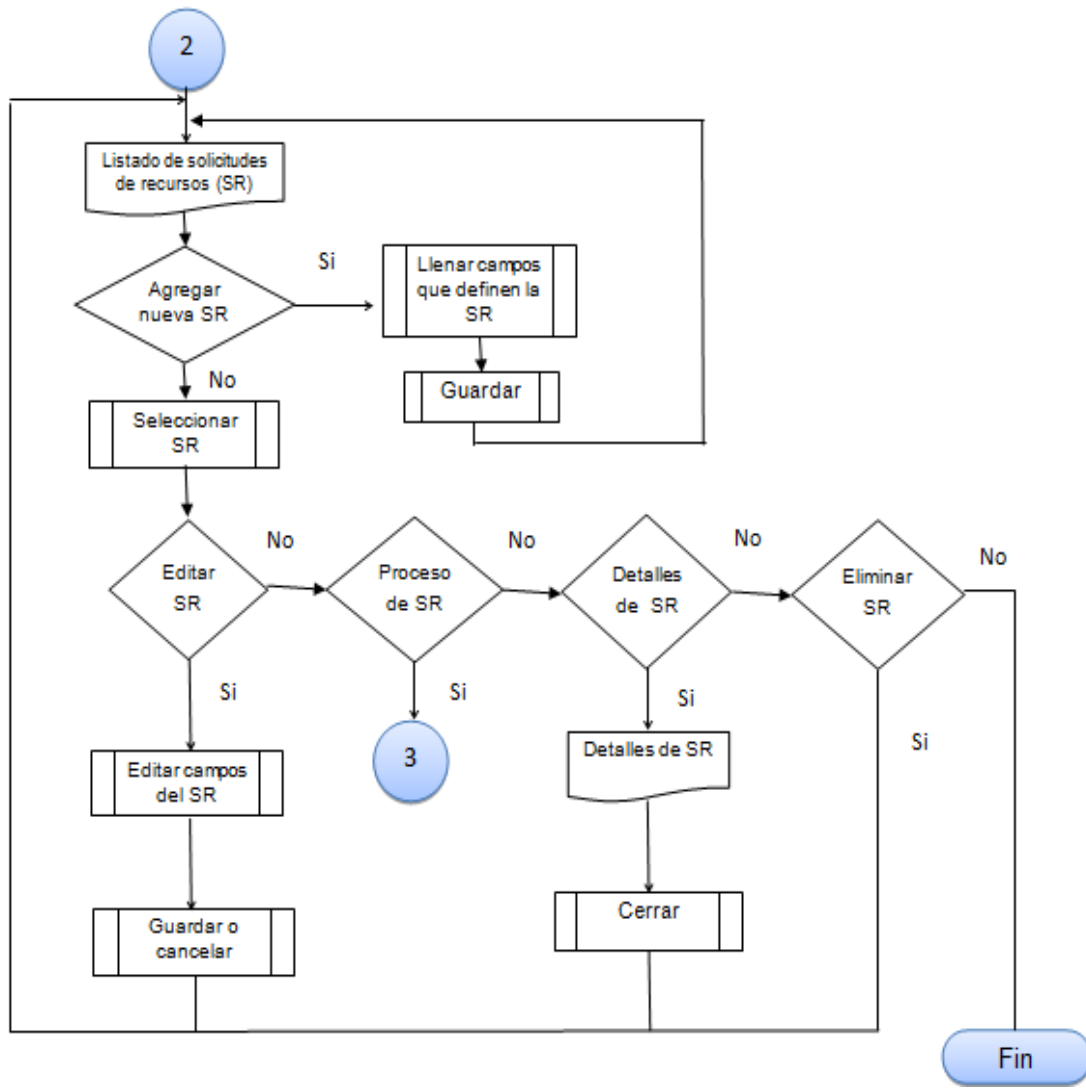 2
Listado de solicitudes
de recursos (SR)
Si
Agregar
nueva SR
Llenar campos
que definen la
SR
No
Guardar
Seleccionar
SR
Editar
SR
No
Proceso
de SR
No
Detalles
de SR
No
Eliminar
SR
No
Si
Si
Si
Si
3
Editar campos
del SR
Detalles de SR
Guardar o
cancelar
Cerrar
Fin